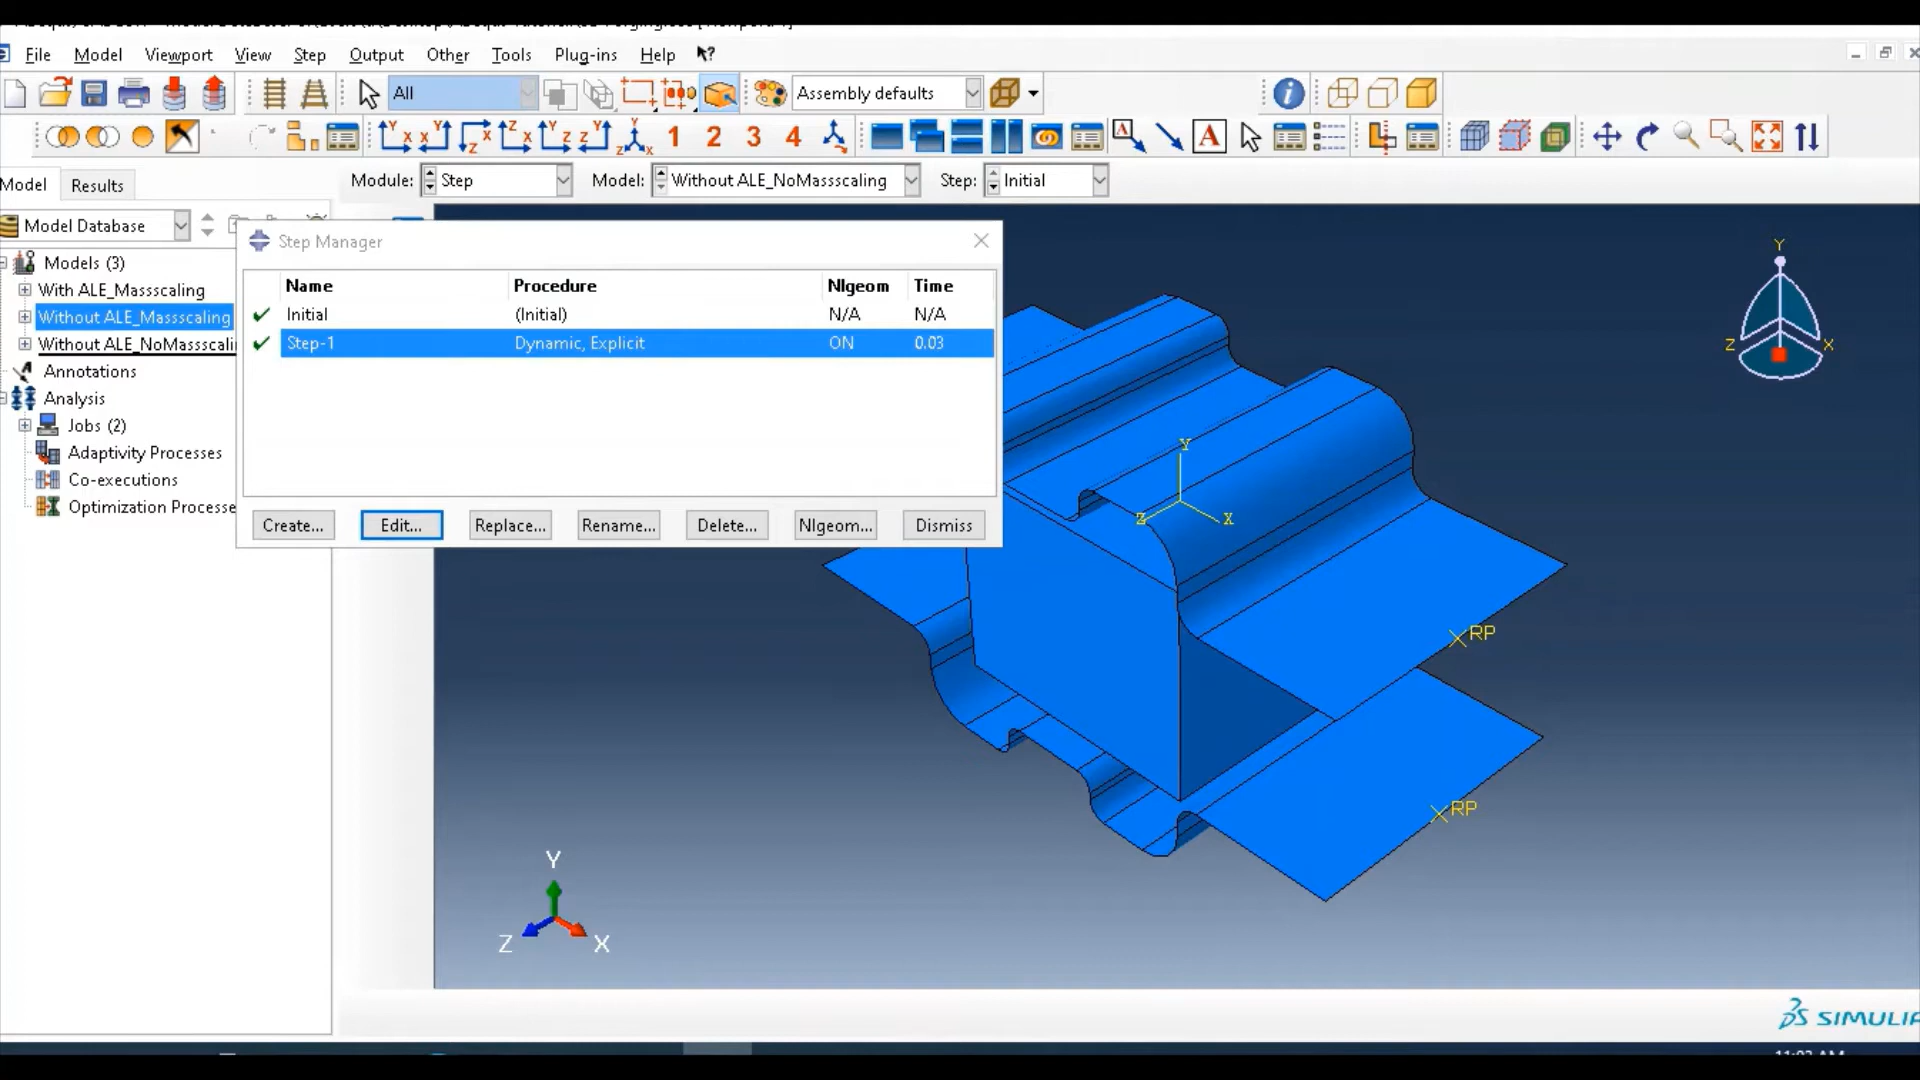 File Model Viewport View Step Output Other Tools Plug-ins Help
All Assembly defaults
1 2 3 4
Model Results Module: Step Model: Without ALE_NoMassscaling Step: Initial
Model Database
Step Manager
Models (3)
With ALE_Massscaling
Without ALE_Massscaling
Without ALE_NoMassscali
Annotations
Analysis
Jobs (2)
Adaptivity Processes
Co-executions
Optimization Processe
Name Procedure Nlgeom Time
Initial (Initial) N/A N/A
Step-1 Dynamic, Explicit ON 0.03
Create... Edit... Replace... Rename... Delete... Nlgeom... Dismiss
Y
Z X
Y
Z X
RP
RP
Y
Z X
SIMULIA